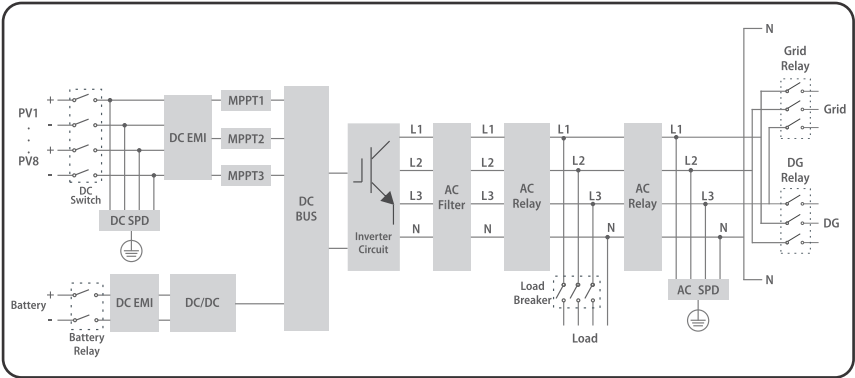 N
Grid
Relay
Grid
DG
Relay
DG
N
+
PV1
-
:
PV8
+
-
DC
Switch
DC EMI
MPPT1
MPPT2
MPPT3
DC SPD
DC
BUS
Inverter
Circuit
L1
L2
L3
N
AC
Filter
L1
L2
L3
N
AC
Relay
L1
L2
L3
N
AC
Relay
L1
L2
L3
N
Load
Breaker
Load
AC SPD
Battery
+
-
Battery
Relay
DC EMI
DC/DC